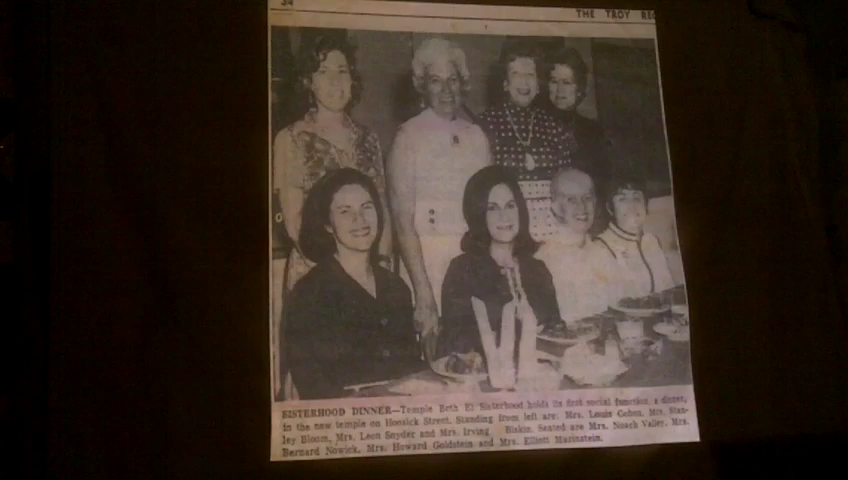 34
THE TROY REC
SISTERHOOD DINNER—Temple Beth El Sisterhood holds its first social function, a dinner,
in the new temple on Hoosick Street. Standing from left are: Mrs. Louis Cohen, Mrs. Stan-
ley Bloom, Mrs. Leon Snyder and Mrs. Irving Biskin. Seated are Mrs. Noach Valley, Mrs.
Bernard Nowick, Mrs. Howard Goldstein and Mrs. Elliott Marinstein.